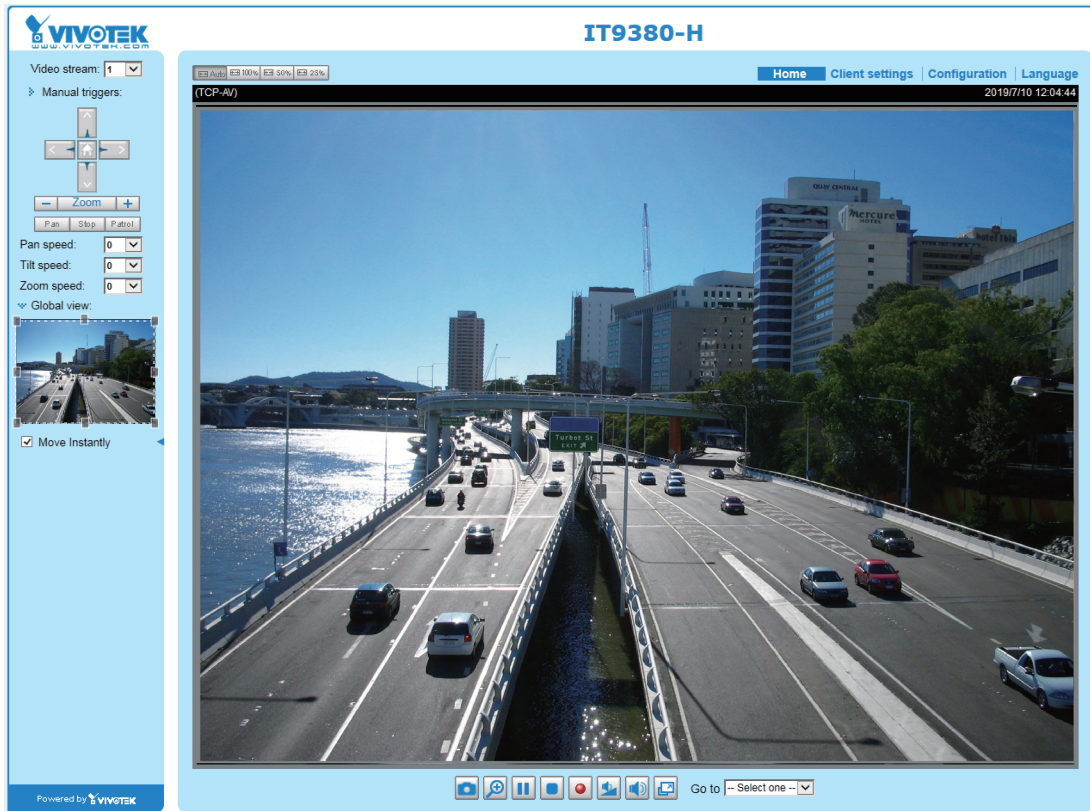 VIVOTEK
WWW.VIVOTEK.COM
IT9380-H
Video stream: 1
Manual triggers:
Zoom
Pan Stop Patrol
Pan speed: 0
Tilt speed: 0
Zoom speed: 0
Global view:
Move Instantly
Powered by VIVOTEK
Auto 100% 50% 25%
Home Client settings Configuration Language
(TCP-AV) 2019/7/10 12:04:44
QUAY CENTRAL
Mercure
HOTEL
Turbot St
EXIT
Go to -- Select one --